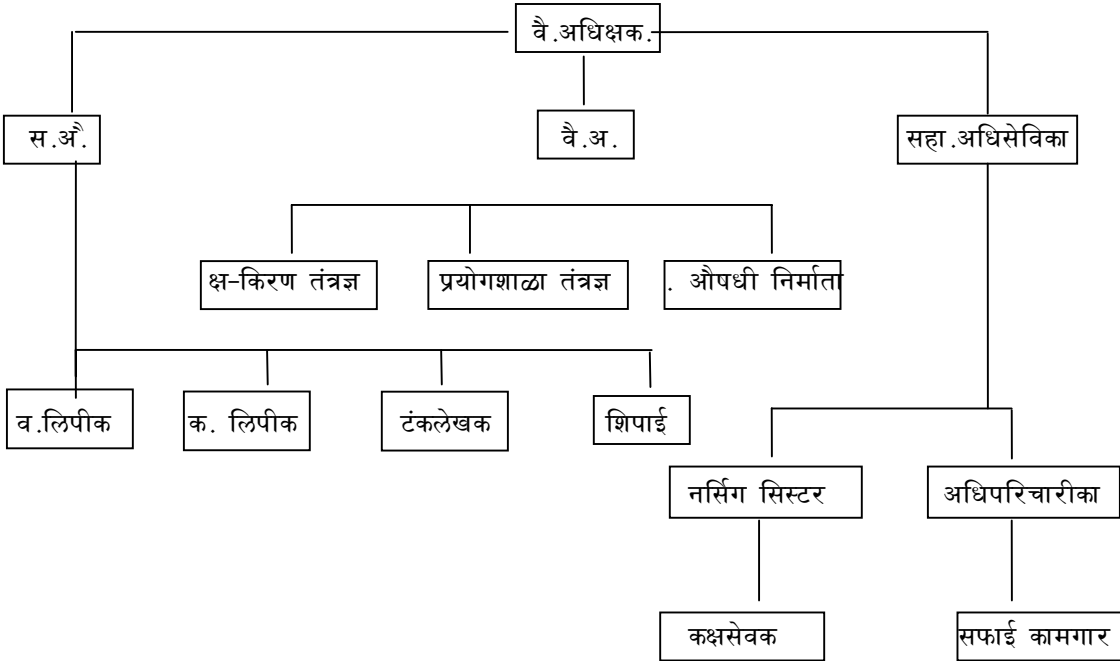 वै.अधिक्षक.
स.अै.
वै.अ.
सहा.अधिसेविका
क्ष-किरण तंत्रज्ञ
प्रयोगशाळा तंत्रज्ञ
. औषधी निर्माता
व.लिपीक
क. लिपीक
टंकलेखक
शिपाई
नर्सिग सिस्टर
अधिपरिचारीका
कक्षसेवक
सफाई कामगार